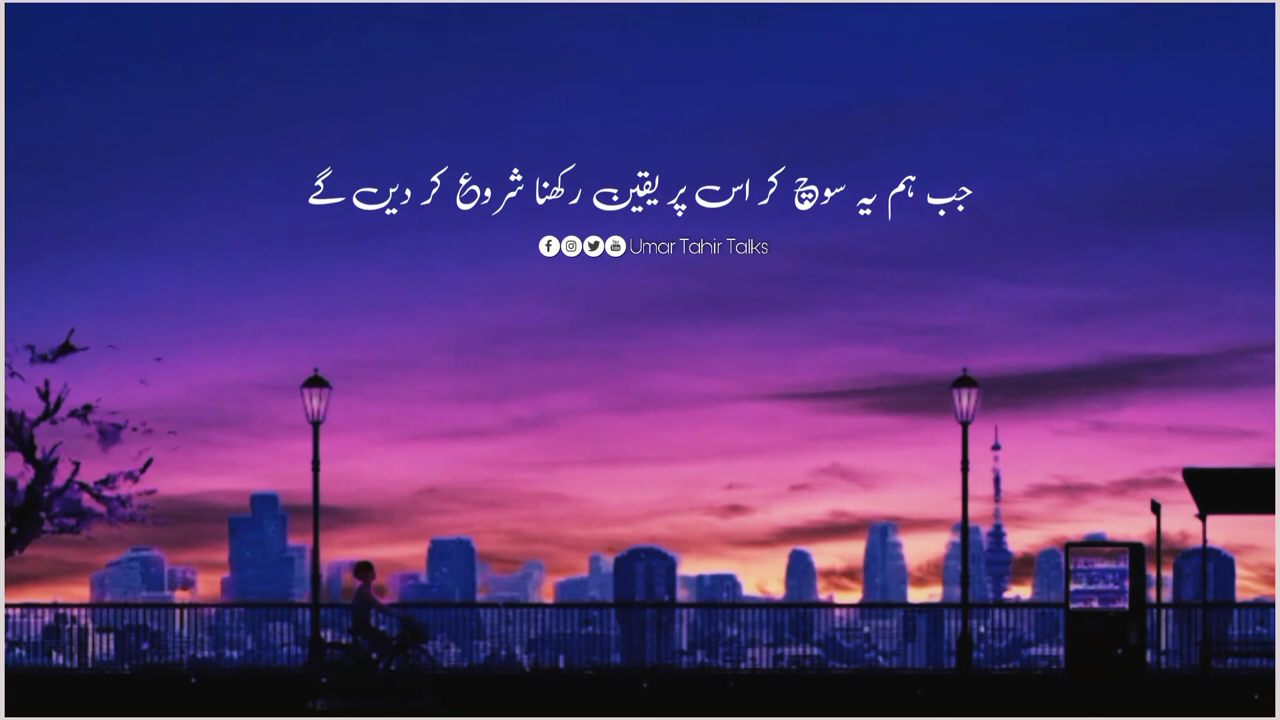 جب ہم یہ سوچ کر اس پر یقین رکھنا شروع کر دیں گے
Umar Tahir Talks